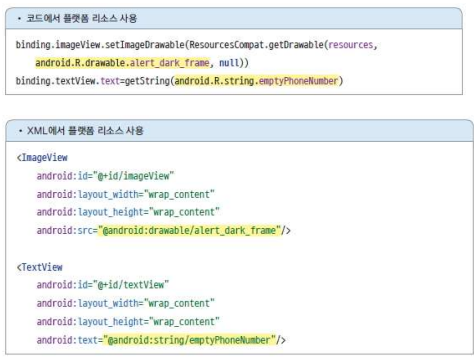 • 코드에서 플랫폼 리소스 사용
binding.imageView.setImageDrawable(ResourcesCompat.getDrawable(resources,
android.R.drawable.alert_dark_frame, null))
binding.textView.text=getString(android.R.string.emptyPhoneNumber)
• XML에서 플랫폼 리소스 사용
<ImageView
android:id="@+id/imageView"
android:layout_width="wrap_content"
android:layout_height="wrap_content"
android:src="@android:drawable/alert_dark_frame"/>
<TextView
android:id="@+id/textView"
android:layout_width="wrap_content"
android:layout_height="wrap_content"
android:text="@android:string/emptyPhoneNumber"/>